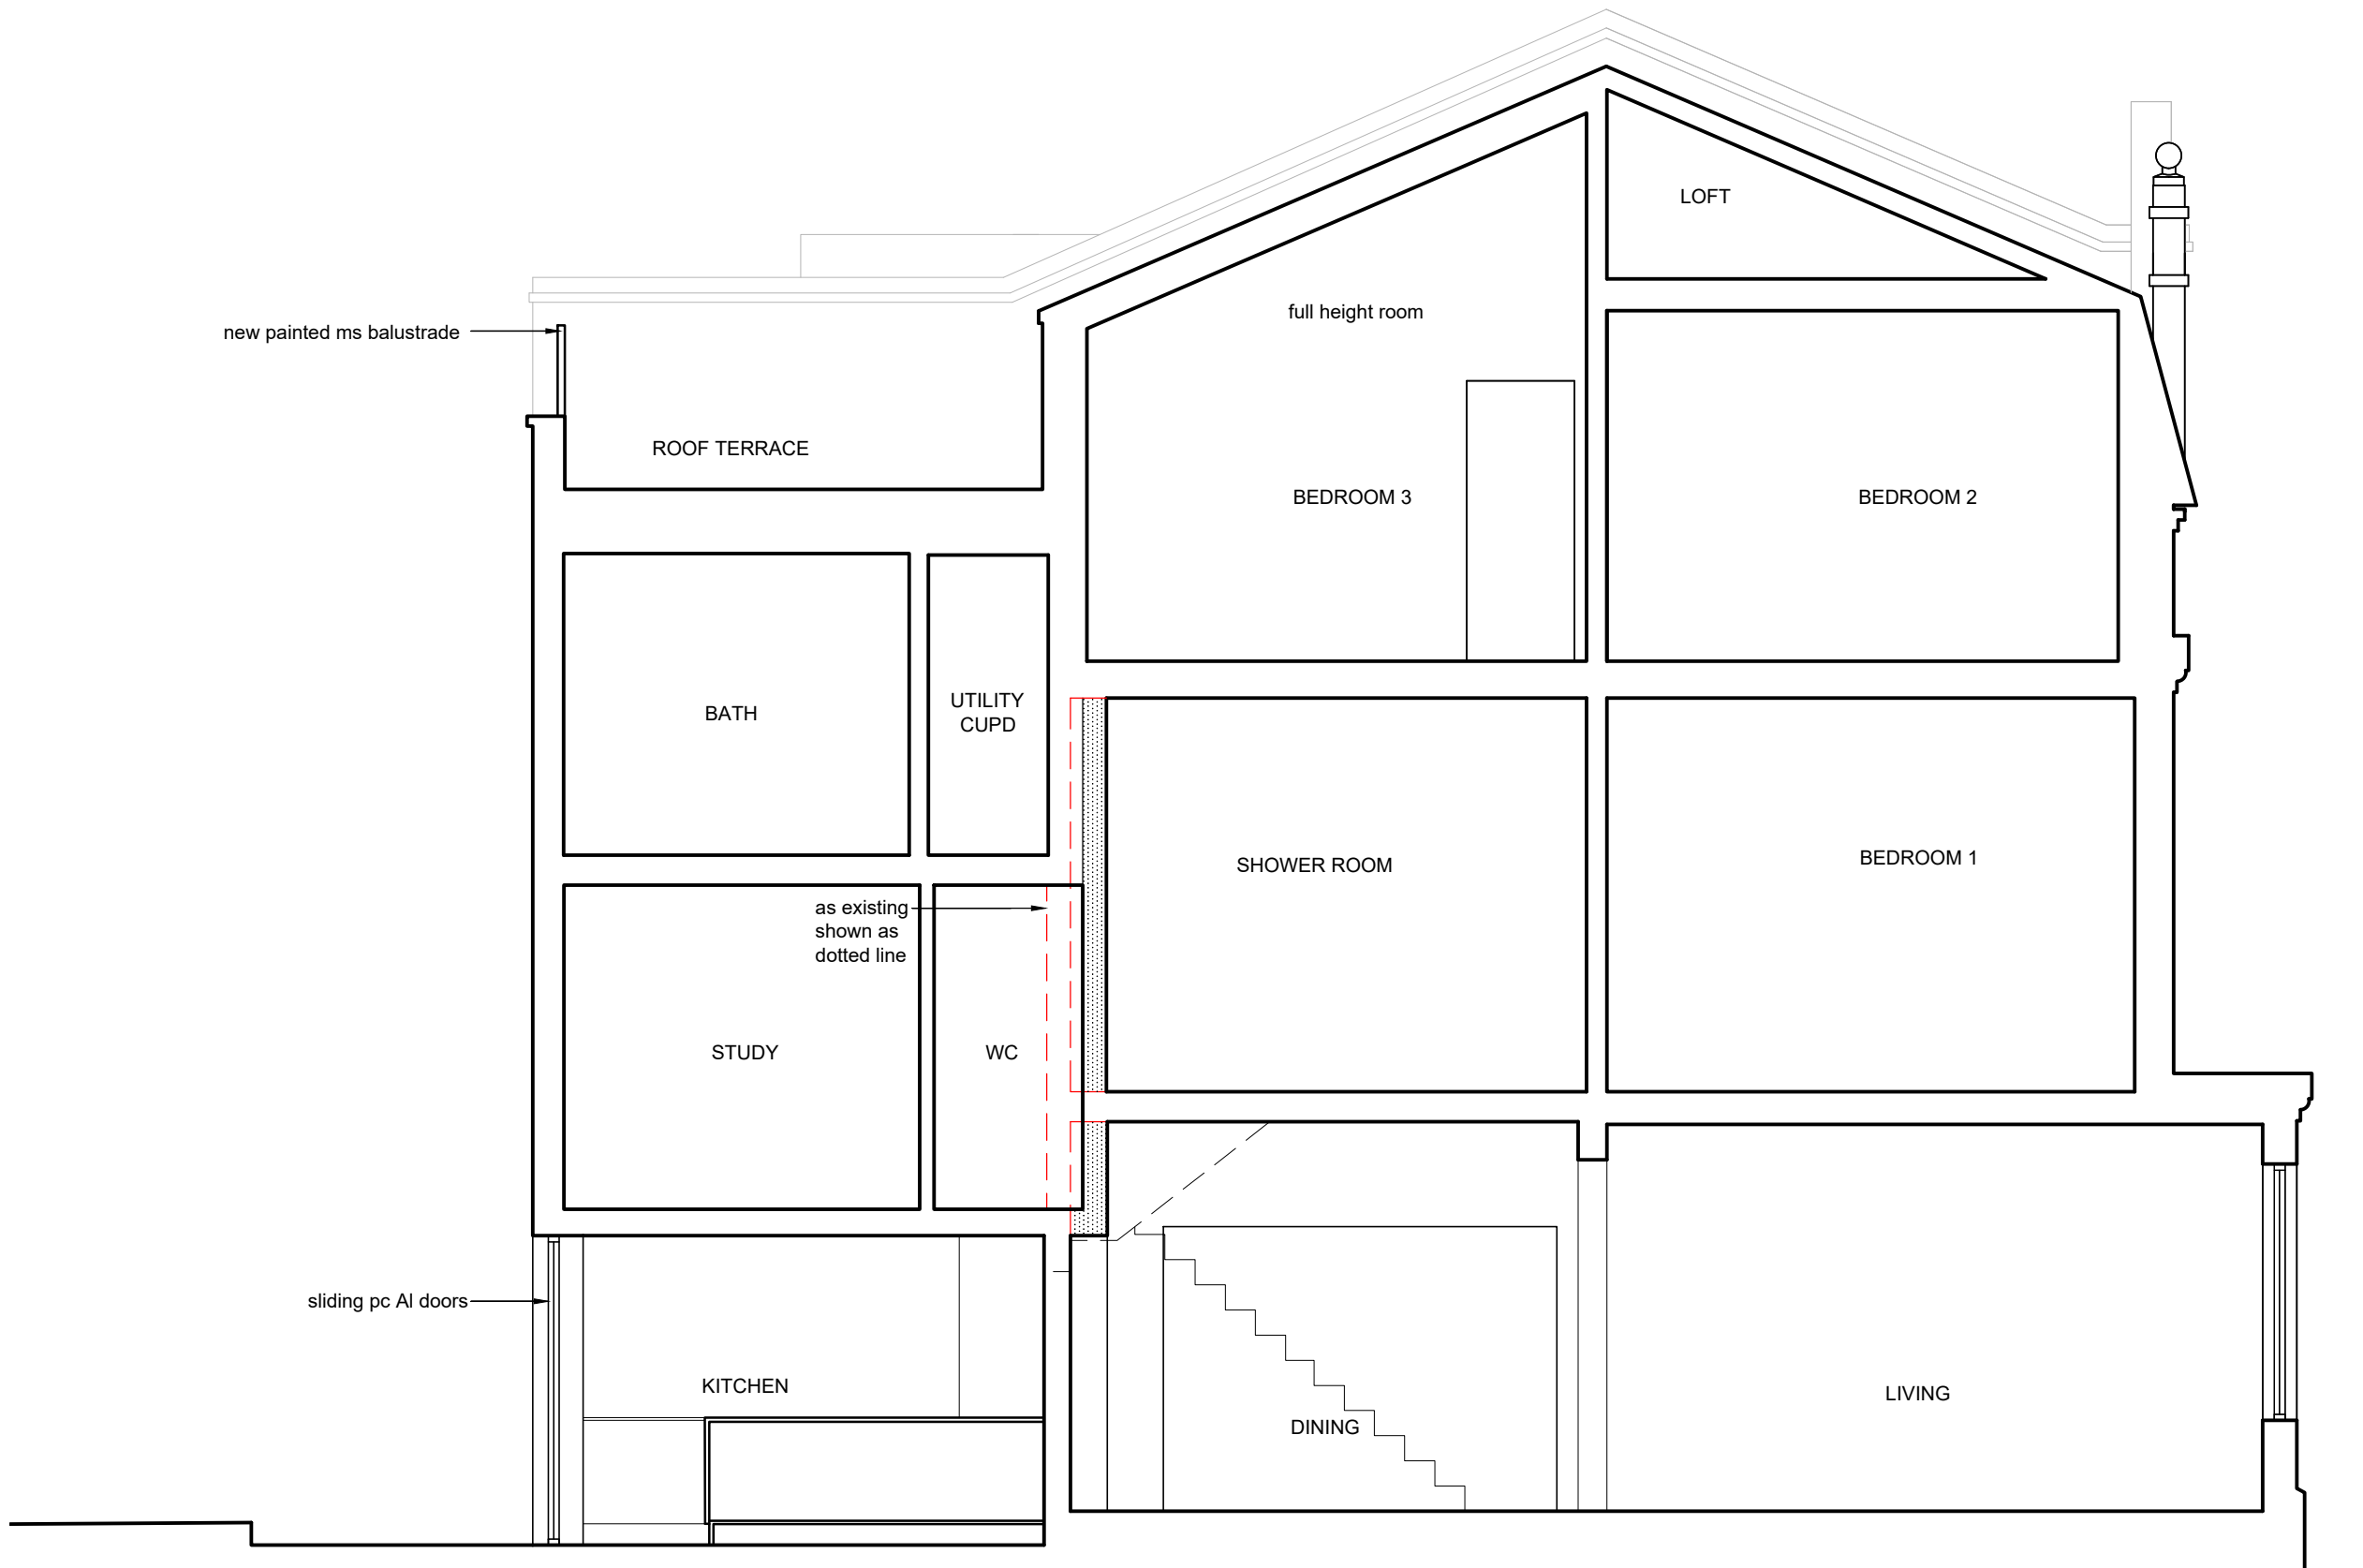 LOFT
full height room
new painted ms balustrade
ROOF TERRACE
BEDROOM 3
BEDROOM 2
BATH
UTILITY
CUPD
SHOWER ROOM
BEDROOM 1
as existing
shown as
dotted line
STUDY
WC
sliding pc Al doors
KITCHEN
DINING
LIVING